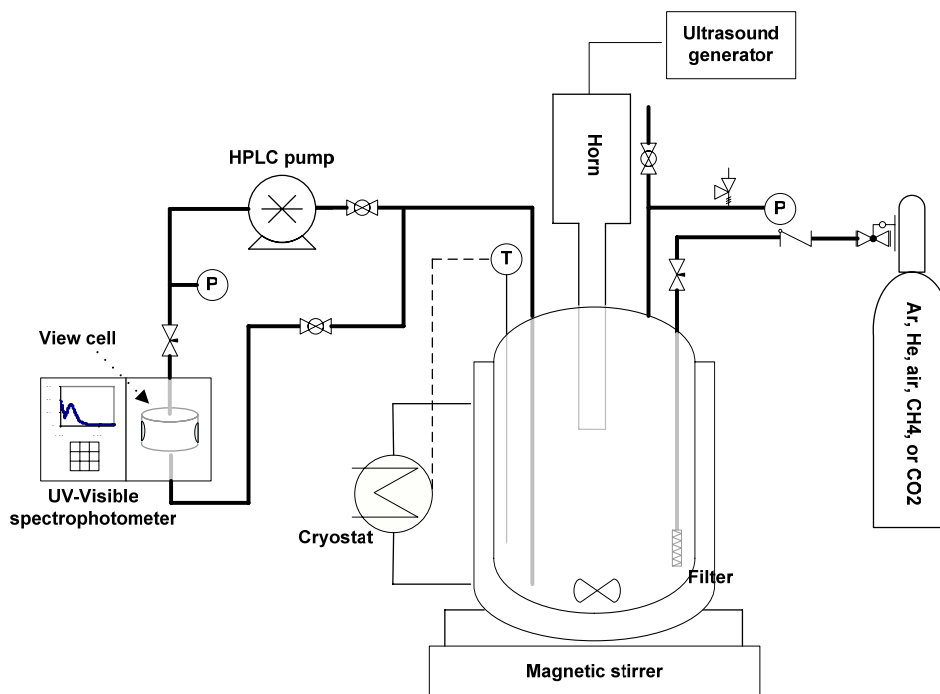 Ultrasound
generator
Horn
HPLC pump
P
T
P
View cell
Ar, He, air, CH4, or CO2
UV-Visible
spectrophotometer
Cryostat
Filter
Magnetic stirrer